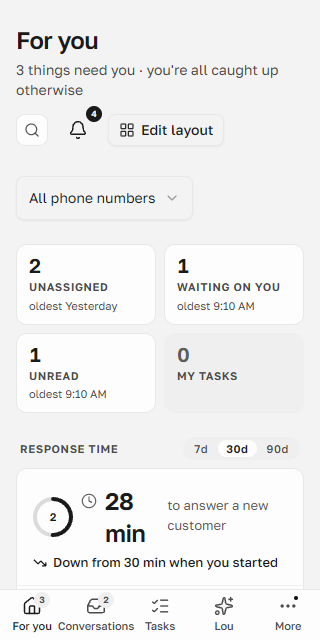 For you
3 things need you · you're all caught up
otherwise
4
Edit layout
All phone numbers
2
UNASSIGNED
oldest Yesterday
1
WAITING ON YOU
oldest 9:10 AM
1
UNREAD
oldest 9:10 AM
0
MY TASKS
RESPONSE TIME
7d 30d 90d
2
28
min
to answer a new
customer
Down from 30 min when you started
3
For you
2
Conversations
Tasks
Lou
More